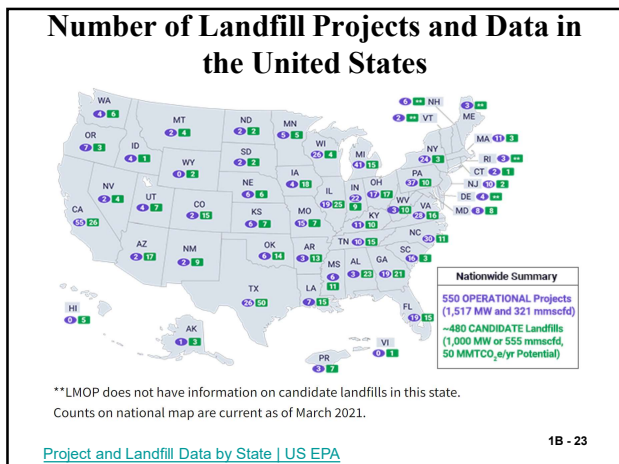 Number of Landfill Projects and Data in
the United States
WA
4 6
OR
7 3
ID
4 1
MT
2 4
ND
2 2
MN
5 5
SD
2 2
WY
0 2
WI
26 4
MI
41 15
6 ** NH
2 ** VT
3 **
ME
NY
24 3
MA 11 3
RI 3 **
CT 2 1
NJ 10 2
DE 4 **
MD 8 8
PA
37 10
NV
2 4
UT
4 7
CA
55 26
CO
2 15
NE
6 6
IA
4 18
KS
6 7
MO
15 7
IL
19 25
IN
22
9
OH
17 17
WV
3 10
VA
28 16
KY
11 10
NC
30 11
TN 10 15
SC
16 3
AZ
2 17
NM
2 9
OK
6 14
AR
3 13
MS
6
11
AL
3 23
GA
19 21
TX
26 50
LA
7 15
FL
19 15
HI
0 5
AK
1 3
PR
3 7
VI
0 1
Nationwide Summary
550 OPERATIONAL Projects
(1,517 MW and 321 mmscfd)
~480 CANDIDATE Landfills
(1,000 MW or 555 mmscfd,
50 MMTCO₂e/yr Potential)
**LMOP does not have information on candidate landfills in this state.
Counts on national map are current as of March 2021.
1B - 23
Project and Landfill Data by State | US EPA